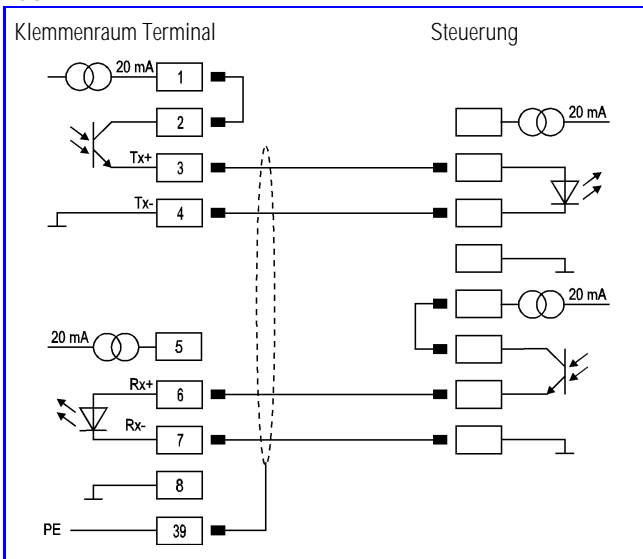 Klemmenraum Terminal
Steuerung
20 mA
1
2
20 mA
Tx+
3
Tx-
4
20 mA
20 mA
5
Rx+
6
Rx-
7
8
PE
39